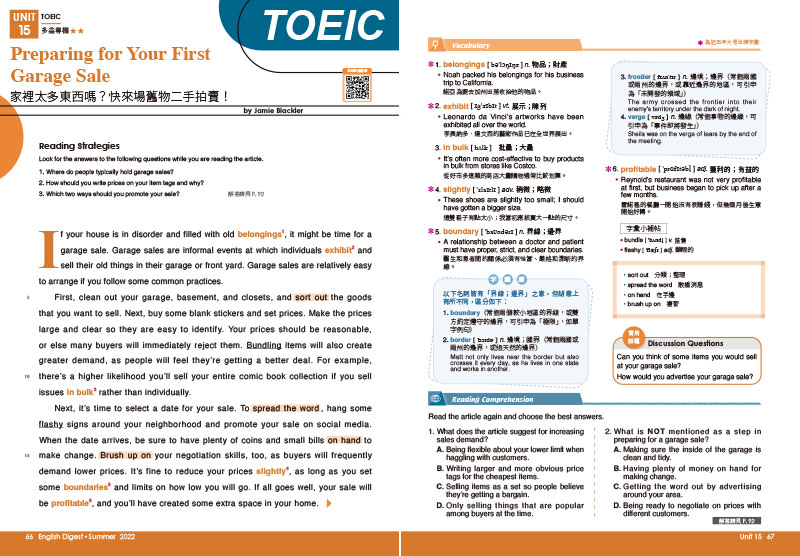 UNIT
15
TOEIC
多益專欄★★
TOEIC
Preparing for Your First
Garage Sale
家裡太多東西嗎？快來場舊物二手拍賣！
by Jamie Blackler
Reading Strategies
Look for the answers to the following questions while you are reading the article.
1. Where do people typically hold garage sales?
2. How should you write prices on your item tags and why?
3. Which two ways should you promote your sale?
解答請見 P. 92
If your house is in disorder and filled with old belongings1, it might be time for a
garage sale. Garage sales are informal events at which individuals exhibit2 and
sell their old things in their garage or front yard. Garage sales are relatively easy
to arrange if you follow some common practices.
5 First, clean out your garage, basement, and closets, and sort out the goods
that you want to sell. Next, buy some blank stickers and set prices. Make the prices
large and clear so they are easy to identify. Your prices should be reasonable,
or else many buyers will immediately reject them. Bundling items will also create
greater demand, as people will feel they're getting a better deal. For example,
10 there's a higher likelihood you'll sell your entire comic book collection if you sell
issues in bulk3 rather than individually.
Next, it's time to select a date for your sale. To spread the word, hang some
flashy signs around your neighborhood and promote your sale on social media.
When the date arrives, be sure to have plenty of coins and small bills on hand to
15 make change. Brush up on your negotiation skills, too, as buyers will frequently
demand lower prices. It's fine to reduce your prices slightly4, as long as you set
some boundaries5 and limits on how low you will go. If all goes well, your sale will
be profitable6, and you'll have created some extra space in your home.
66 English Digest • Summer 2022
Vocabulary
1. belongings [bəˋlɔŋɪŋz] n. 物品；財產
• Noah packed his belongings for his business
trip to California.
諾亞為要去加州出差收拾他的物品。
2. exhibit [ɪgˋzɪbɪt] vt. 展示；陳列
• Leonardo da Vinci's artworks have been
exhibited all over the world.
李奧納多．達文西的藝術作品已在全世界展出。
3. in bulk [bʌlk] 批量；大量
• It's often more cost-effective to buy products
in bulk from stores like Costco.
從好市多這類的商店大量購物通常比較划算。
4. slightly [ˋslaɪtlɪ] adv. 稍微；略微
• These shoes are slightly too small; I should
have gotten a bigger size.
這雙鞋子有點太小；我當初應該買大一點的尺寸。
5. boundary [ˋbaʊndərɪ] n. 界線；邊界
• A relationship between a doctor and patient
must have proper, strict, and clear boundaries.
醫生和患者間的關係必須有恰當、嚴格和清晰的界
線。
以下名詞皆有「界線；邊界」之意，但語意上
有所不同，區分如下：
1. boundary（常指兩個較小地區的界線，或雙
方約定遵守的邊界，可引申為「極限」，如單
字例句）
2. border [ˋbɔrdɚ] n. 邊境；國界（常指兩國或
兩州的邊界，或指天然的邊界）
Matt not only lives near the border but also
crosses it every day, as he lives in one state
and works in another.
3. frontier [frʌnˋtɪr] n. 邊境；邊界（常指兩國
或兩州的邊界，或靠近邊界的地區，可引申
為「未開發的領域」）
The army crossed the frontier into their
enemy's territory under the dark of night.
4. verge [vɝdʒ] n. 邊緣（常指事物的邊緣，可
引申為「事件即將發生」）
Sheila was on the verge of tears by the end of
the meeting.
6. profitable [ˋprɑfɪtəbl̩] adj. 獲利的；有益的
• Reynold's restaurant was not very profitable
at first, but business began to pick up after a
few months.
雷諾德的餐廳一開始沒有很賺錢，但幾個月後生意
開始好轉。
字彙小補帖
• bundle [ˋbʌndl̩] v. 搭售
• flashy [ˋflæʃɪ] adj. 顯眼的
• sort out 分類；整理
• spread the word 散播消息
• on hand 在手邊
• brush up on 複習
Discussion Questions
Can you think of some items you would sell
at your garage sale?
How would you advertise your garage sale?
Reading Comprehension
Read the article again and choose the best answers.
1. What does the article suggest for increasing
sales demand?
A. Being flexible about your lower limit when
haggling with customers.
B. Writing larger and more obvious price
tags for the cheapest items.
C. Selling items as a set so people believe
they're getting a bargain.
D. Only selling things that are popular
among buyers at the time.
2. What is NOT mentioned as a step in
preparing for a garage sale?
A. Making sure the inside of the garage is
clean and tidy.
B. Having plenty of money on hand for
making change.
C. Getting the word out by advertising
around your area.
D. Being ready to negotiate on prices with
different customers.
解答請見 P. 92
Unit 15 67